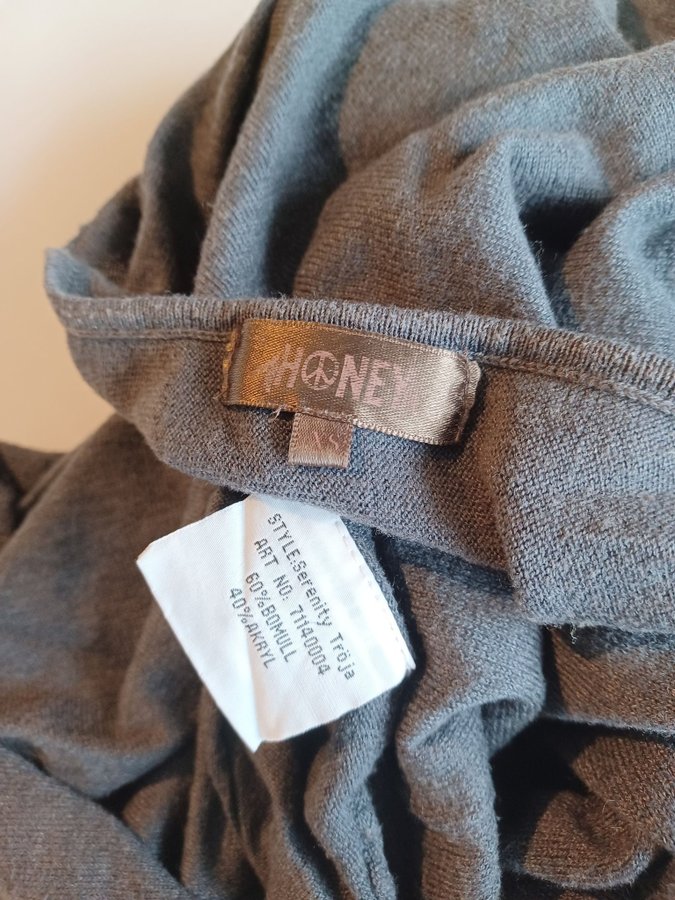 HONEY
XS
STYLE:Serenity Tröja
ART NO: 71140004
60%BOMULL
40%AKRYL